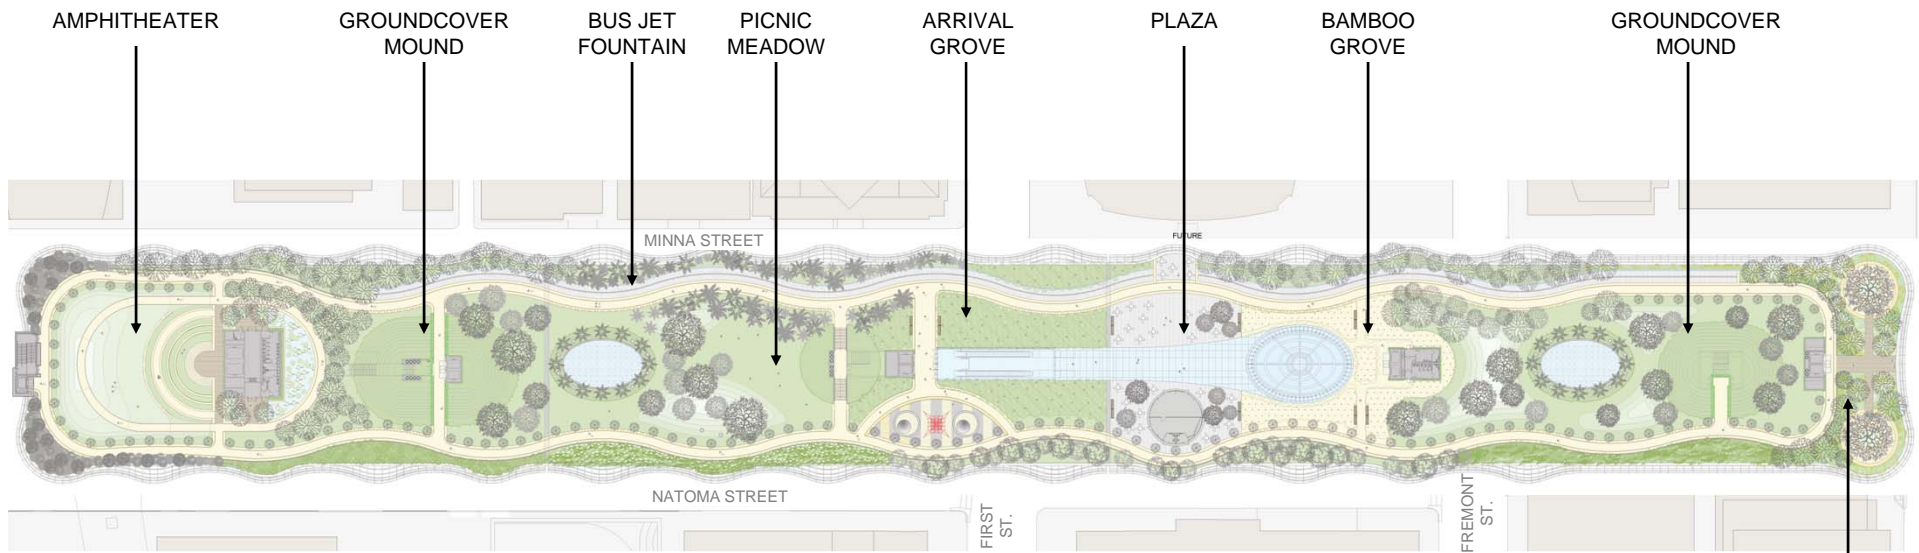 AMPHITHEATER
GROUNDCOVER
MOUND
BUS JET
FOUNTAIN
PICNIC
MEADOW
ARRIVAL
GROVE
PLAZA
BAMBOO
GROVE
GROUNDCOVER
MOUND
MINNA STREET
FUTURE
NATOMA STREET
FIRST
ST.
FREMONT
ST.